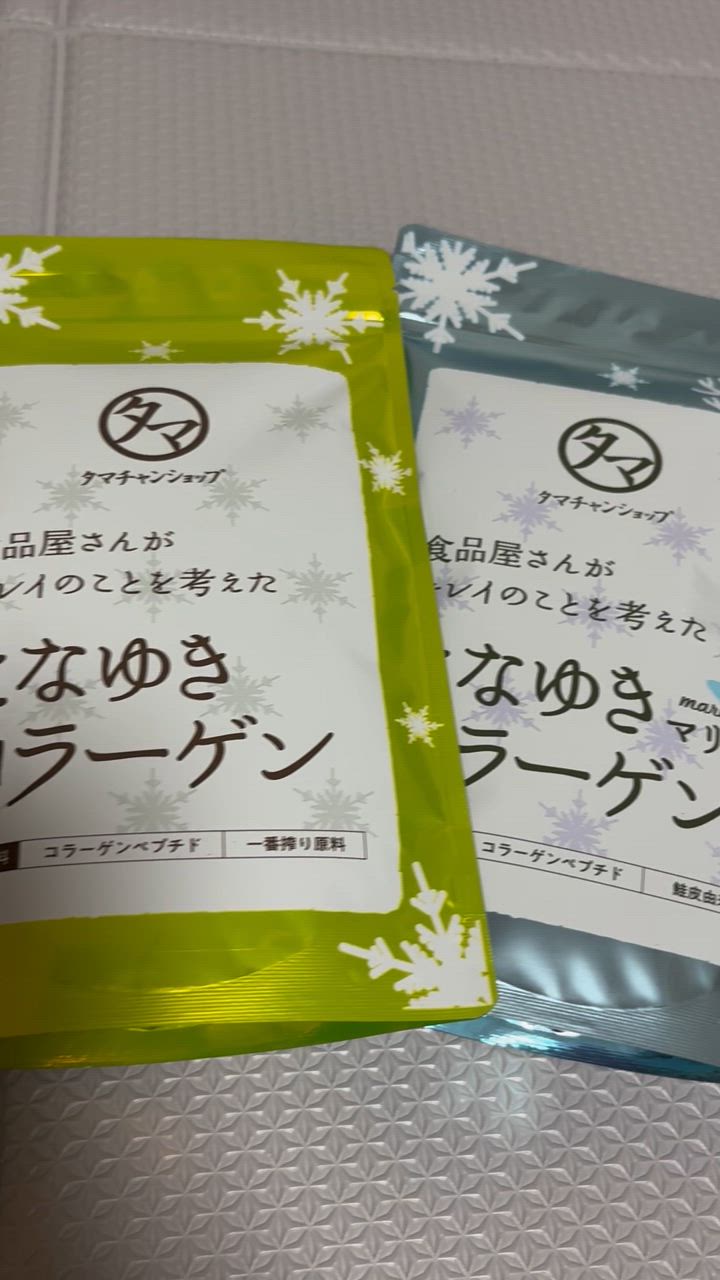 タマ
タマチャンショップ
品屋さんが
レイのことを考えた
なゆき
コラーゲン
料 コラーゲンペプチド 一番搾り原料
タマ
タマチャンショップ
食品屋さんが
キレイのことを考えた
なゆき
mar
マリ
ラーゲン
コラーゲンペプチド 鮭皮由